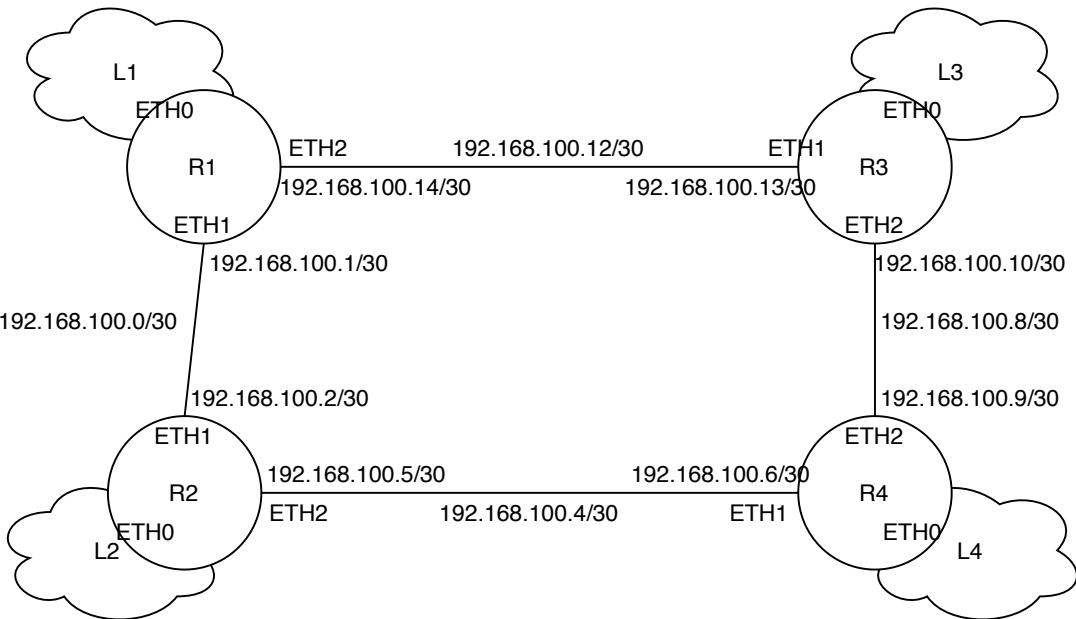 L1
L3
ETH0
ETH0
ETH2
192.168.100.12/30
ETH1
R1
R3
192.168.100.14/30
192.168.100.13/30
ETH1
ETH2
192.168.100.1/30
192.168.100.10/30
192.168.100.0/30
192.168.100.8/30
192.168.100.2/30
192.168.100.9/30
ETH1
ETH2
192.168.100.5/30
192.168.100.6/30
R2
R4
ETH2
192.168.100.4/30
ETH1
ETH0
ETH0
L2
L4